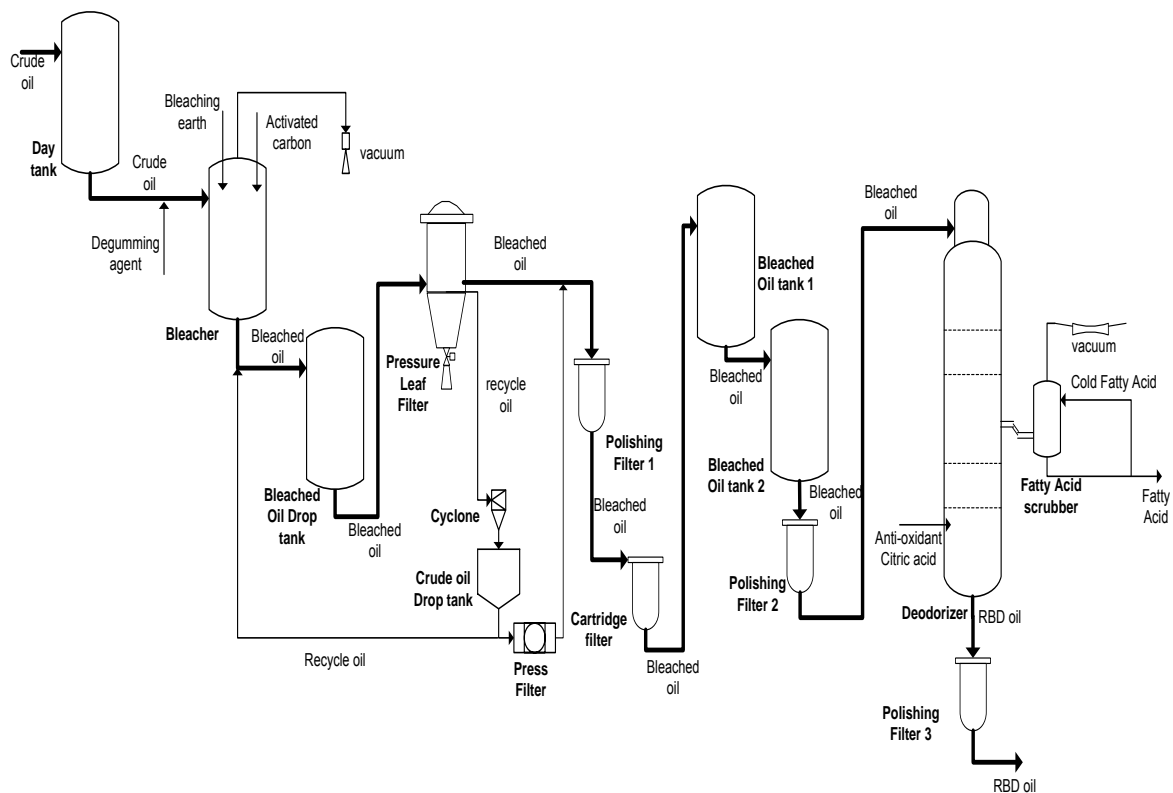 Crude
oil
Day
tank
Crude
oil
Degumming
agent
Bleaching
earth
Activated
carbon
vacuum
Bleacher
Bleached
oil
Bleached
Oil Drop
tank
Bleached
oil
Pressure
Leaf
Filter
Bleached
oil
recycle
oil
Cyclone
Crude oil
Drop tank
Recycle oil
Press
Filter
Polishing
Filter 1
Bleached
oil
Cartridge
filter
Bleached
oil
Bleached
Oil tank 1
Bleached
oil
Bleached
Oil tank 2
Bleached
oil
Polishing
Filter 2
Bleached
oil
vacuum
Cold Fatty Acid
Fatty Acid
scrubber
Fatty
Acid
Anti-oxidant
Citric acid
Deodorizer
RBD oil
Polishing
Filter 3
RBD oil